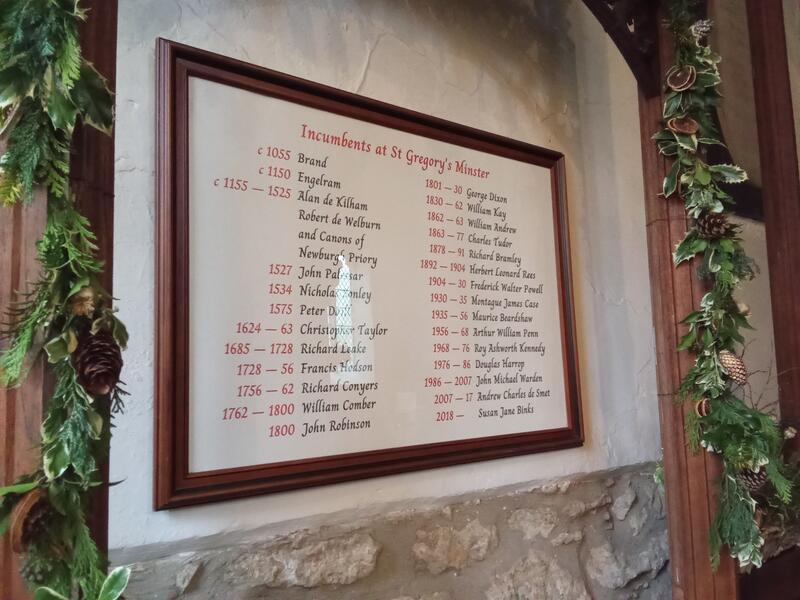 Incumbents at St Gregory's Minster
c 1055 Brand
c 1150 Engelram
c 1155 — 1525 Alan de Kilham
Robert de Welburn
and Canons of
Newburgh Priory
1527 John
1534 Nicholas
1575 Peter
1624 — 63 Christopher Taylor
1685 — 1728 Richard Leake
1728 — 56 Francis Hodson
1756 — 62 Richard Conyers
1762 — 1800 William Comber
1800 John Robinson
1801 — 30 George Dixon
1830 — 62 William Kay
1862 — 63 William Andrew
1863 — 77 Charles Tudor
1878 — 91 Richard Bramley
1892 — 1904 Herbert Leonard Rees
1904 — 30 Frederick Walter Powell
1930 — 35 Montague James Case
1935 — 56 Maurice Beardshaw
1956 — 68 Arthur William Penn
1968 — 76 Roy Ashworth Kennedy
1976 — 86 Douglas Harrop
1986 — 2007 John Michael Warden
2007 — 17 Andrew Charles de Smet
2018 — Susan Jane Binks